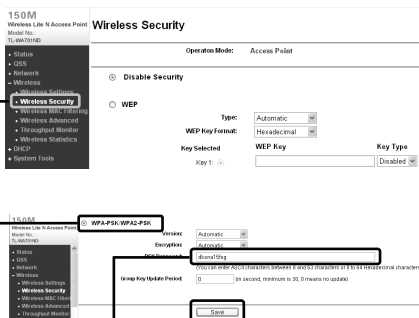 150M
Wireless Lite N Access Point
Model No.:
TL-WA701ND
Wireless Security
Operation Mode: Access Point
• Status
• QSS
• Network
- Wireless
• Wireless Settings
• Wireless Security
• Wireless MAC Filtering
• Wireless Advanced
• Throughput Monitor
• Wireless Statistics
+ DHCP
+ System Tools
Disable Security
WEP
Type: Automatic
WEP Key Format: Hexadecimal
Key Selected WEP Key Key Type
Key 1: Disabled
150M
Wireless Lite N Access Point
Model No.:
TL-WA701ND
• Status
• QSS
• Network
- Wireless
• Wireless Settings
• Wireless Security
• Wireless MAC Filteri
• Wireless Advanced
• Throughput Monitor
WPA-PSK/WPA2-PSK
Version: Automatic
Encryption: Automatic
PSK Password:
(You can enter ASCII characters between 8 and 63 characters or 8 to 64 Hexadecimal characters
Group Key Update Period: 0 (in second, minimum is 30, 0 means no update)
Save